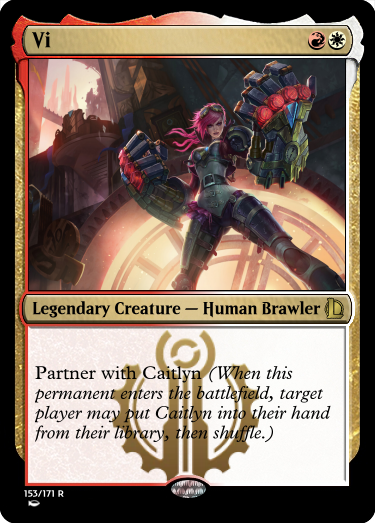 Vi
Legendary Creature — Human Brawler
Partner with Caitlyn (When this
permanent enters the battlefield, target
player may put Caitlyn into their hand
from their library, then shuffle.)
153/171 R